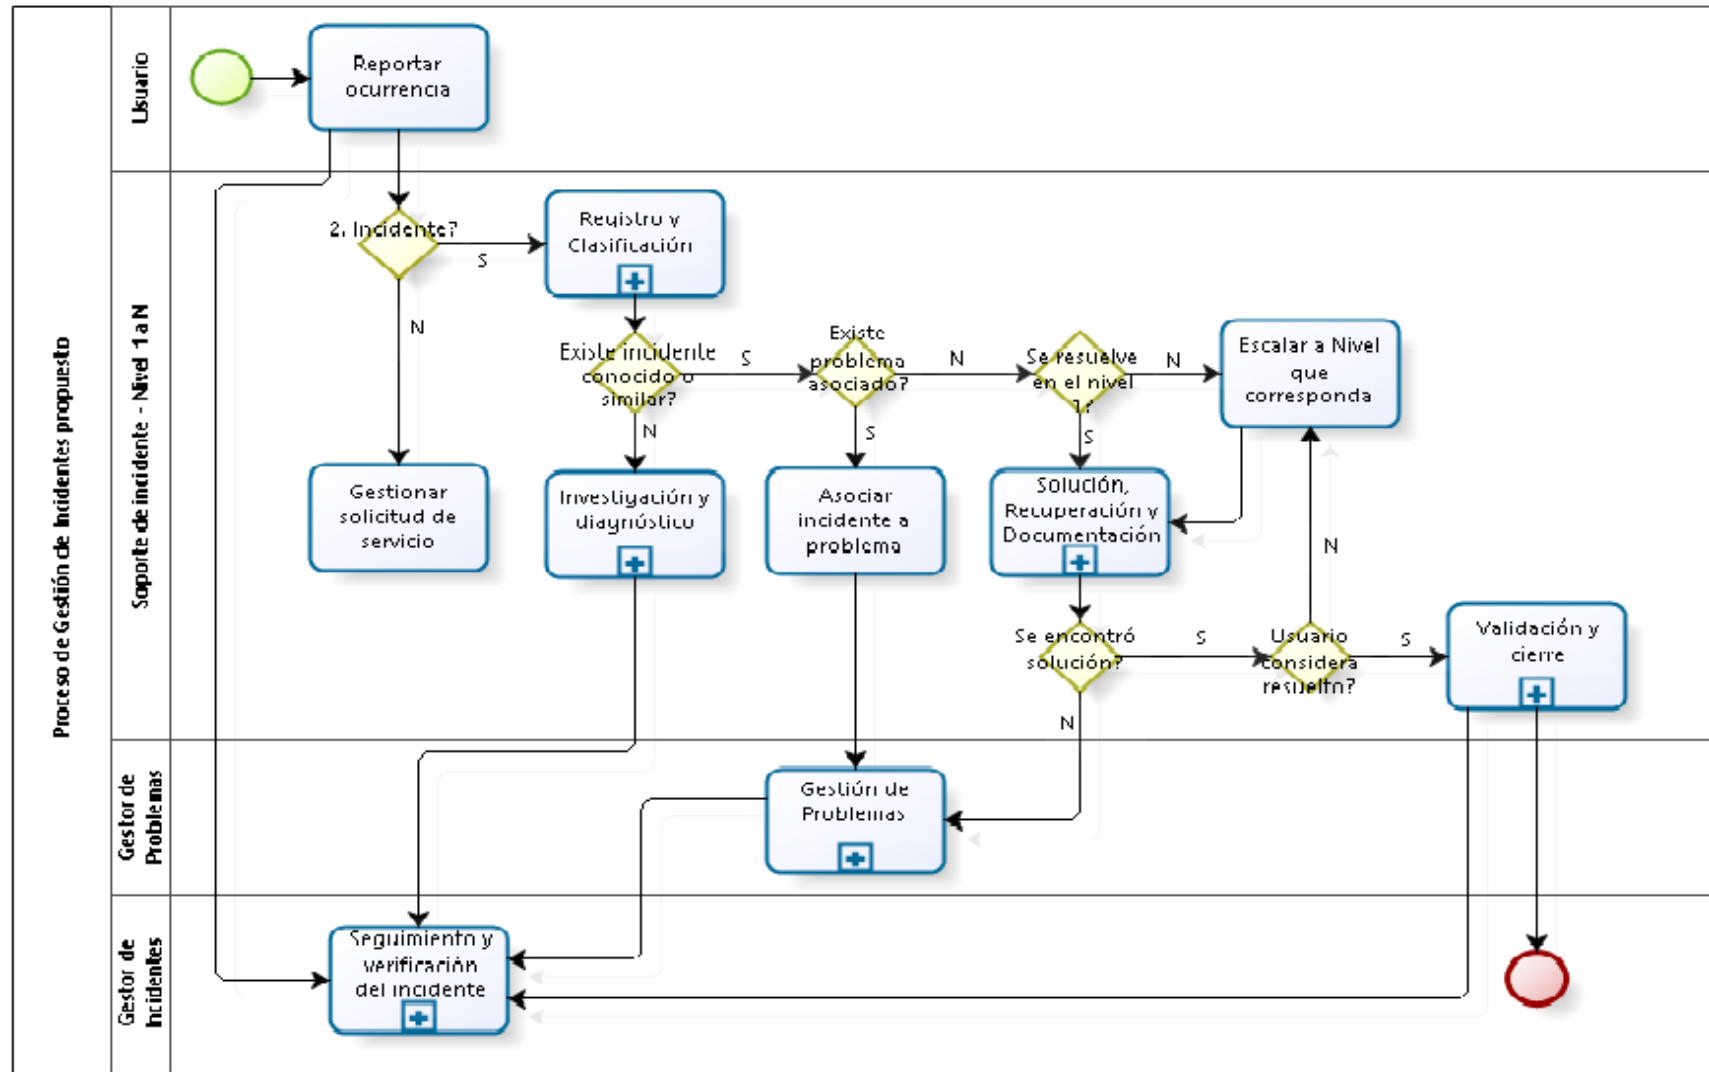 Proceso de Gestión de Incidentes propuesto
Usuario
Reportar
ocurrencia
Soporte de incidente - Nivel 1 a N
2. Incidente?
S
N
Registro y
Clasificación
Gestionar
solicitud de
servicio
Existe incidente
conocido o
similar?
S
N
Existe
problema
asociado?
N
S
Se resuelve
en el nivel
1?
N
S
Escalar a Nivel
que
corresponda
Investigación y
diagnóstico
Asociar
incidente a
problema
Solución,
Recuperación y
Documentación
N
Se encontró
solución?
S
N
Usuario
considera
resuelto?
S
Validación y
cierre
Gestor de
Problemas
Gestión de
Problemas
Gestor de
Incidentes
Seguimiento y
verificación
del incidente